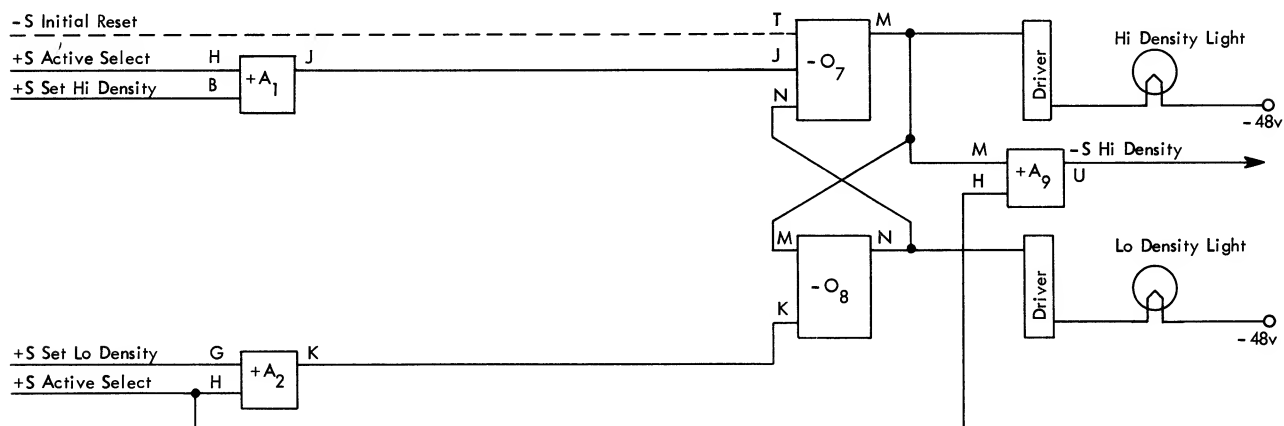 -S Initial Reset
T
M
+S Active Select H
+A1
J
J
-O7
Driver
Hi Density Light
+S Set Hi Density B
N
-48v
M
+A9
-S Hi Density
H
U
M
N
-O8
Driver
Lo Density Light
K
-48v
+S Set Lo Density G
+A2
K
+S Active Select H